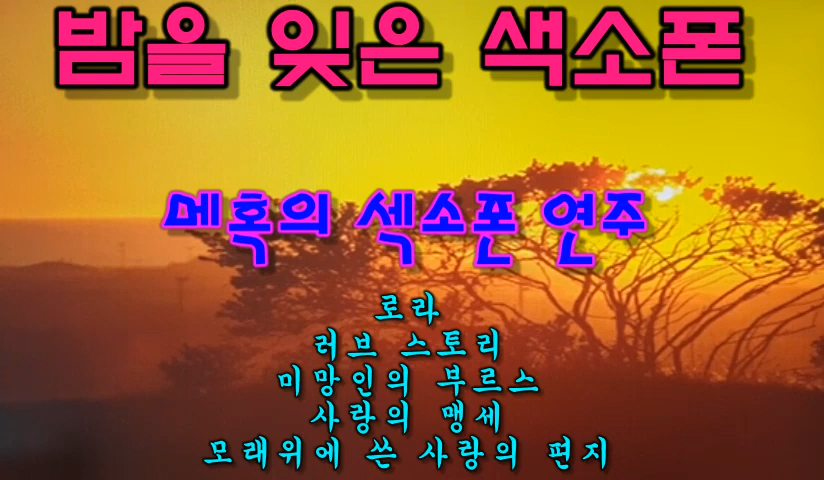 밤을 잊은 색소폰
메혹의 섹소폰 연주
로라
러브 스토리
미망인의 부르스
사랑의 맹세
모래위에 쓴 사랑의 편지